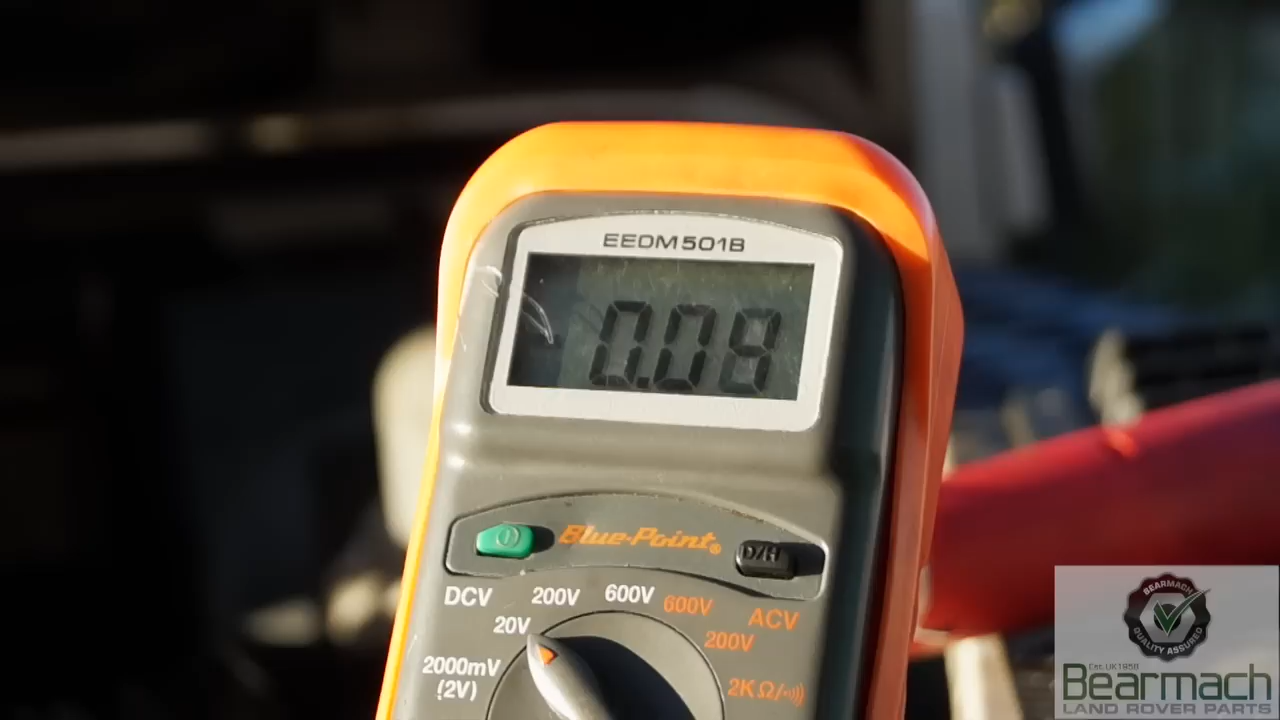 EEDM501B
0.08
Blue-Point®
D/H
DCV
200V
600V
600V
ACV
20V
200V
2000mV
(2V)
2KΩ/
BEARMACH
QUALITY ASSURED
Est. UK 1958
Bearmach
LAND ROVER PARTS